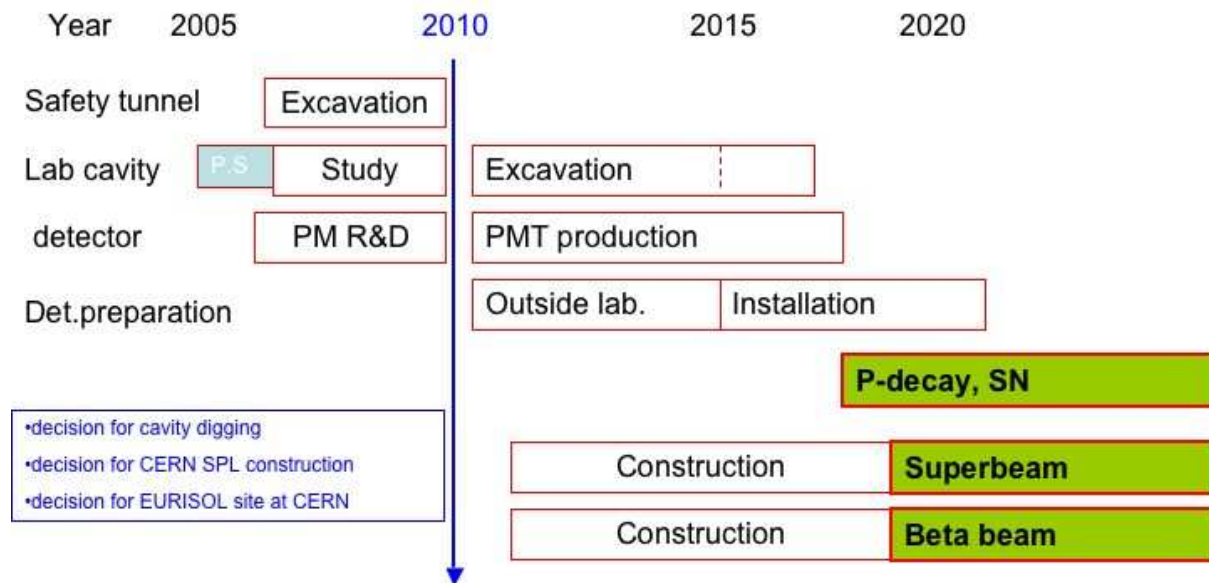 Year 2005 2010 2015 2020
Safety tunnel Excavation
Lab cavity P.S Study Excavation
detector PM R&D PMT production
Det.preparation Outside lab. Installation
P-decay, SN
•decision for cavity digging
•decision for CERN SPL construction
•decision for EURISOL site at CERN
Construction Superbeam
Construction Beta beam